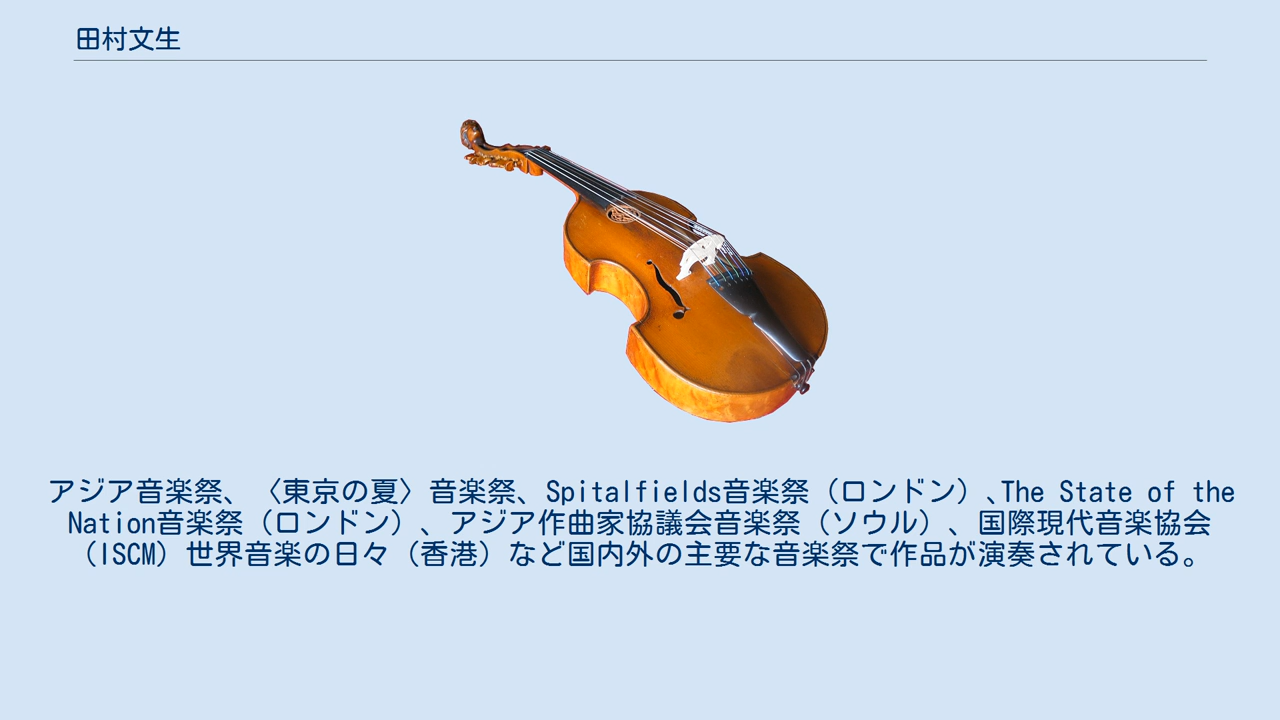 田村文生
アジア音楽祭、〈東京の夏〉音楽祭、Spitalfields音楽祭（ロンドン）､The State of the
Nation音楽祭（ロンドン）、アジア作曲家協議会音楽祭（ソウル）、国際現代音楽協会
（ISCM）世界音楽の日々（香港）など国内外の主要な音楽祭で作品が演奏されている。